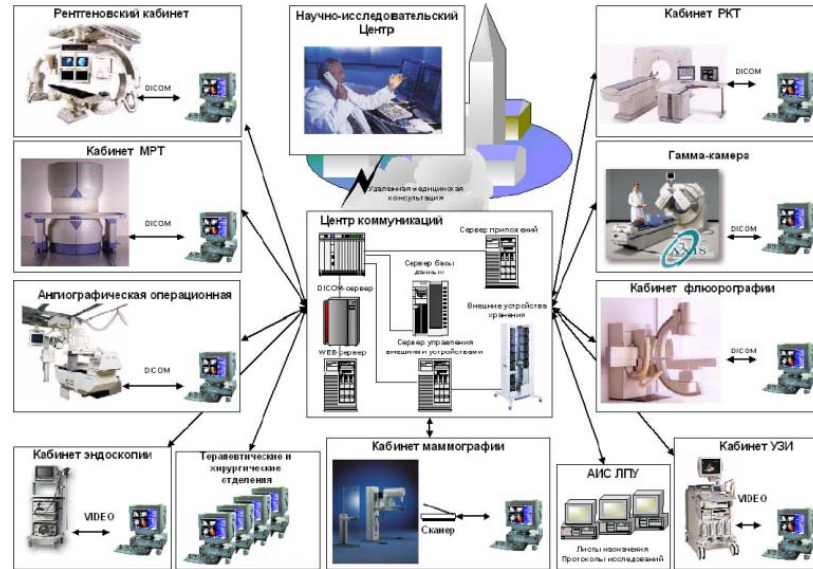 Рентгеновский кабинет
DICOM
Научно-исследовательский
Центр
Кабинет РКТ
DICOM
Кабинет МРТ
DICOM
Удаленная медицинская
консультация
Гамма-камера
DICOM
AXIS
Центр коммуникаций
Сервер приложений
Сервер базы
данных
DICOM-сервер
Внешние устройства
хранения
WEB-сервер
Сервер управления
внешними устройствами
Ангиографическая операционная
DICOM
Кабинет флюорографии
DICOM
Кабинет эндоскопии
VIDEO
Терапевтические и
хирургические
отделения
Кабинет маммографии
Сканер
АИС ЛПУ
Листы назначения
Протоколы исследований
Кабинет УЗИ
VIDEO